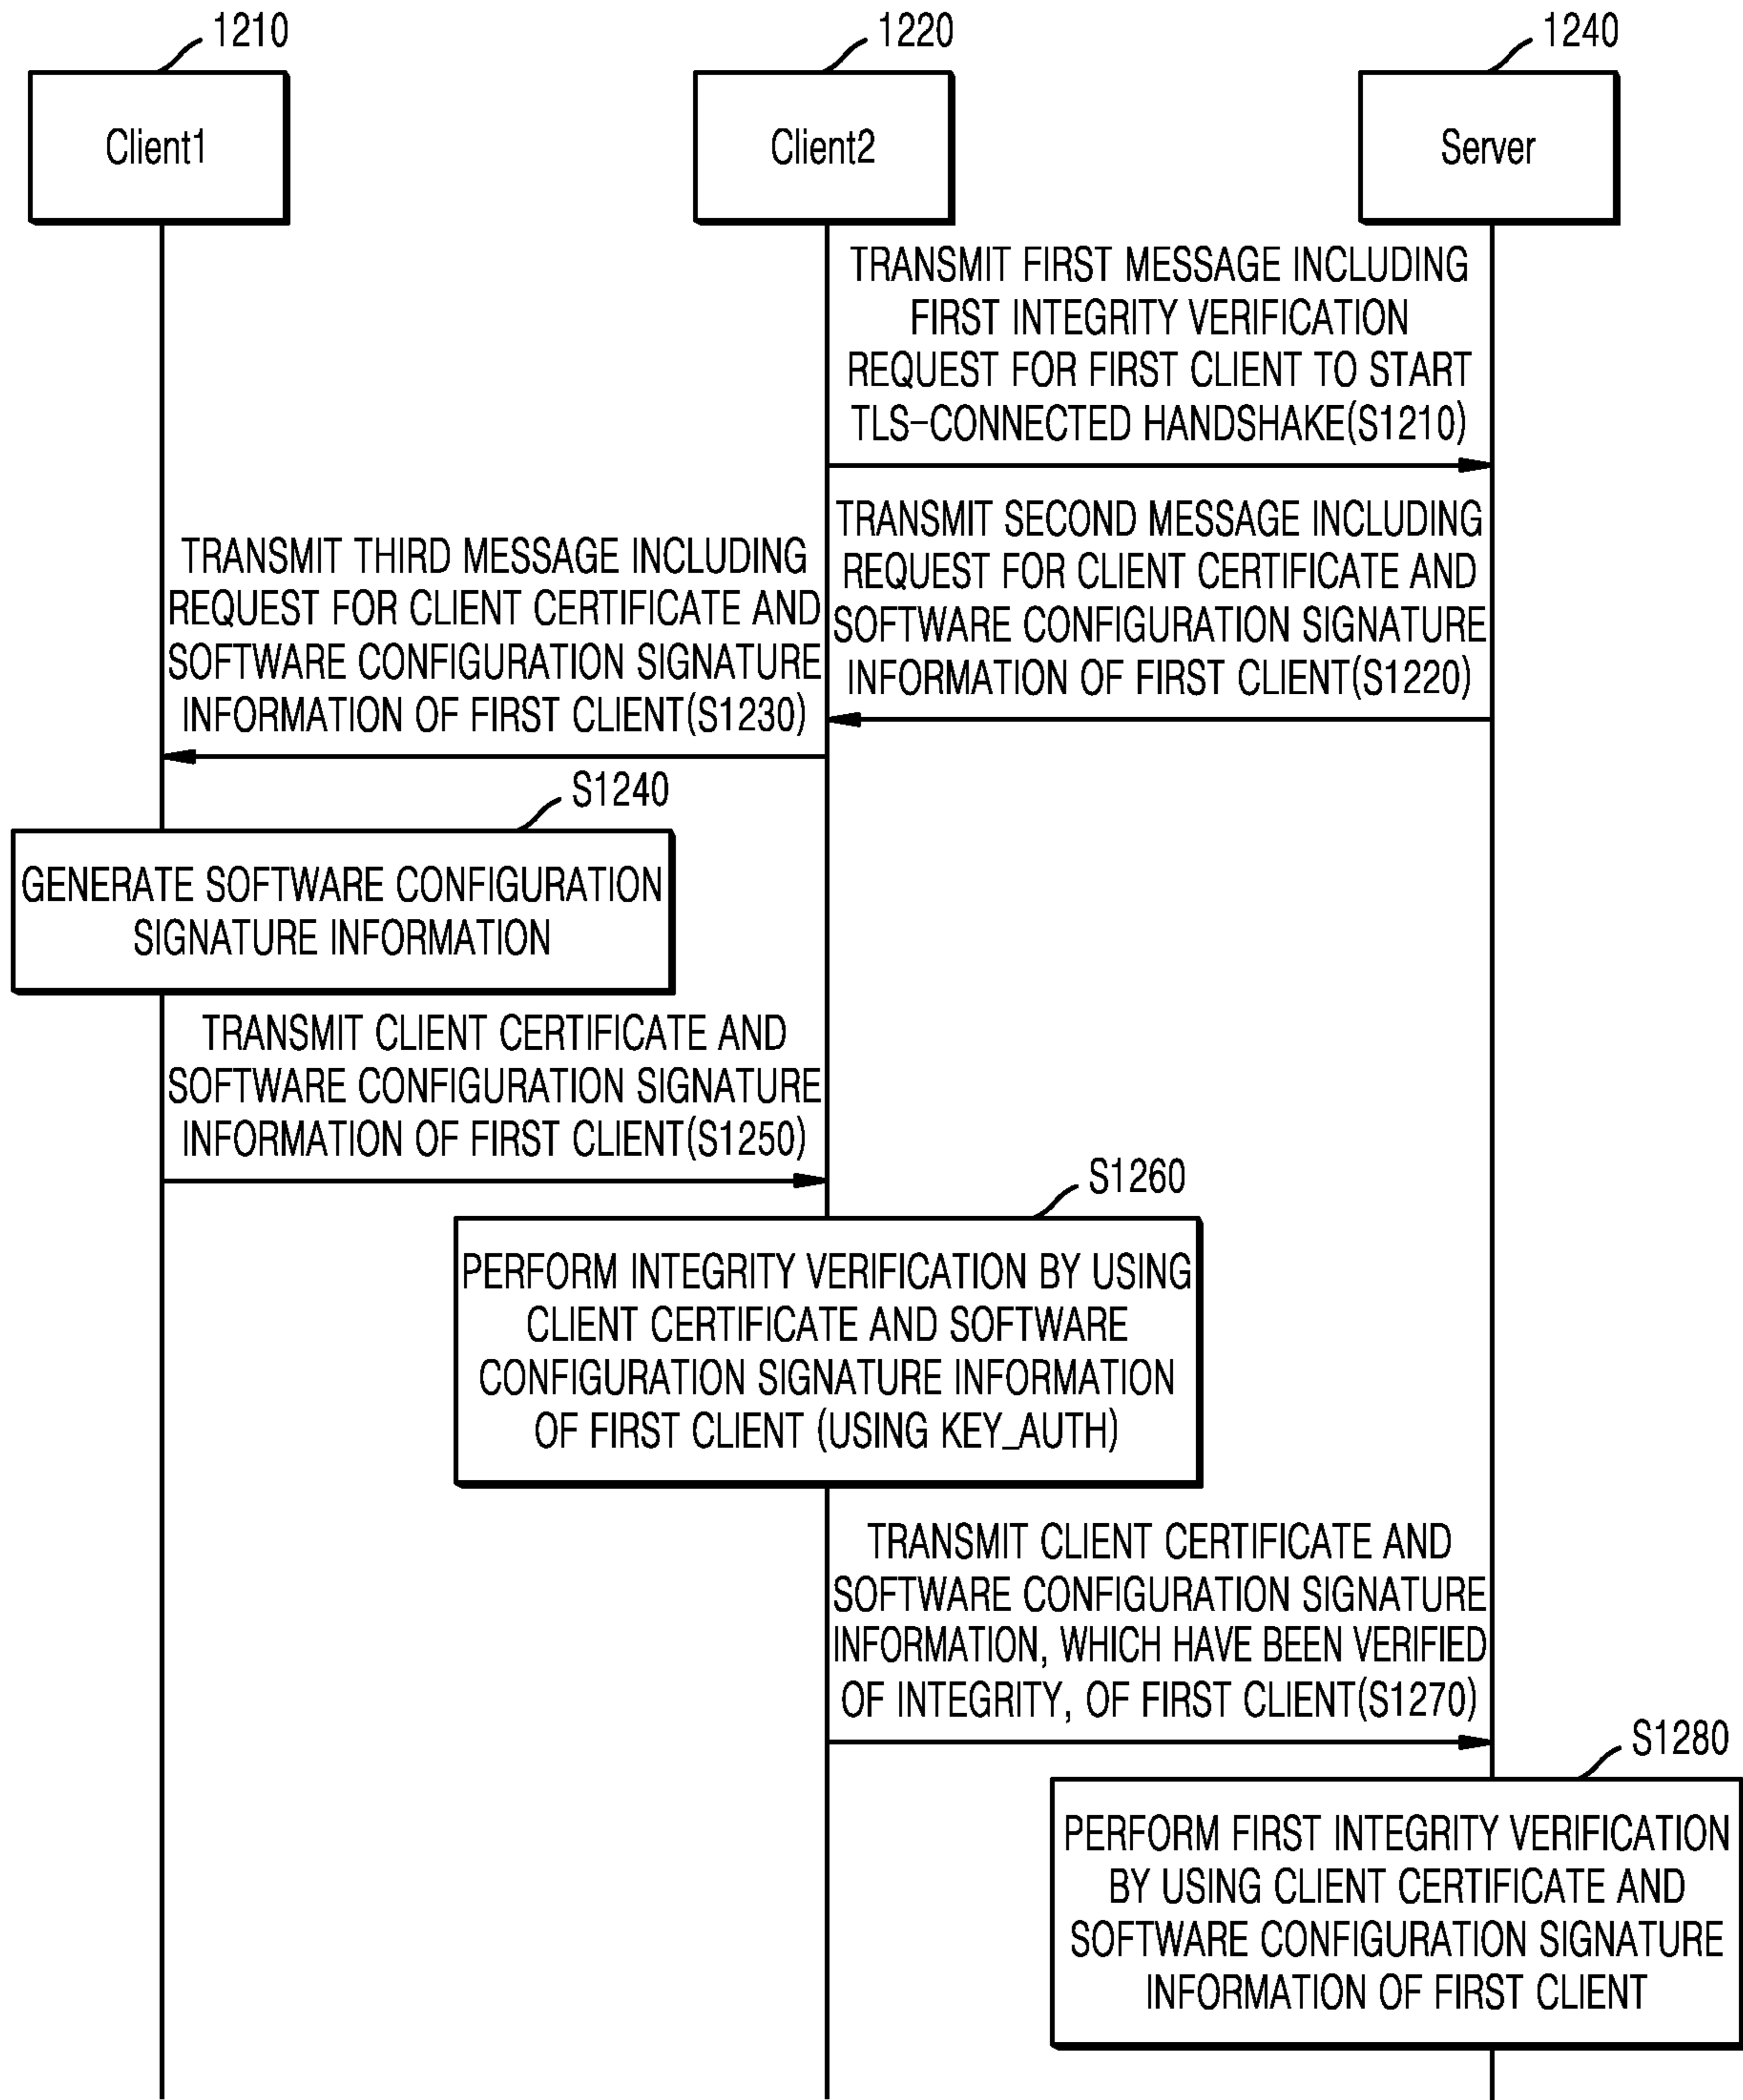 1210
1220
1240
Client1
Client2
Server
TRANSMIT FIRST MESSAGE INCLUDING
FIRST INTEGRITY VERIFICATION
REQUEST FOR FIRST CLIENT TO START
TLS-CONNECTED HANDSHAKE(S1210)
TRANSMIT SECOND MESSAGE INCLUDING
REQUEST FOR CLIENT CERTIFICATE AND
SOFTWARE CONFIGURATION SIGNATURE
INFORMATION OF FIRST CLIENT(S1220)
TRANSMIT THIRD MESSAGE INCLUDING
REQUEST FOR CLIENT CERTIFICATE AND
SOFTWARE CONFIGURATION SIGNATURE
INFORMATION OF FIRST CLIENT(S1230)
S1240
GENERATE SOFTWARE CONFIGURATION
SIGNATURE INFORMATION
TRANSMIT CLIENT CERTIFICATE AND
SOFTWARE CONFIGURATION SIGNATURE
INFORMATION OF FIRST CLIENT(S1250)
S1260
PERFORM INTEGRITY VERIFICATION BY USING
CLIENT CERTIFICATE AND SOFTWARE
CONFIGURATION SIGNATURE INFORMATION
OF FIRST CLIENT (USING KEY_AUTH)
TRANSMIT CLIENT CERTIFICATE AND
SOFTWARE CONFIGURATION SIGNATURE
INFORMATION, WHICH HAVE BEEN VERIFIED
OF INTEGRITY, OF FIRST CLIENT(S1270)
S1280
PERFORM FIRST INTEGRITY VERIFICATION
BY USING CLIENT CERTIFICATE AND
SOFTWARE CONFIGURATION SIGNATURE
INFORMATION OF FIRST CLIENT